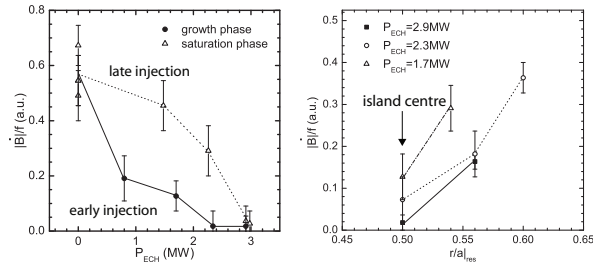 0.8
0.6
0.4
0.2
0.0
|Ḃ|/f (a.u.)
growth phase
saturation phase
late injection
early injection
0 1 2 3
P_ECH (MW)
0.5
0.4
0.3
0.2
0.1
0.0
|Ḃ|/f (a.u.)
P_ECH=2.9MW
P_ECH=2.3MW
P_ECH=1.7MW
island centre
0.45 0.50 0.55 0.60 0.65
r/a|res